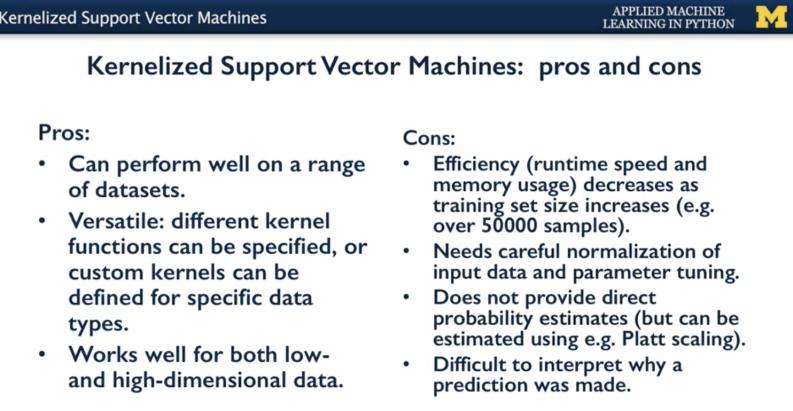 Kernelized Support Vector Machines
APPLIED MACHINE
LEARNING IN PYTHON
M
Kernelized Support Vector Machines: pros and cons
Pros:
• Can perform well on a range
of datasets.
• Versatile: different kernel
functions can be specified, or
custom kernels can be
defined for specific data
types.
• Works well for both low-
and high-dimensional data.
Cons:
• Efficiency (runtime speed and
memory usage) decreases as
training set size increases (e.g.
over 50000 samples).
• Needs careful normalization of
input data and parameter tuning.
• Does not provide direct
probability estimates (but can be
estimated using e.g. Platt scaling).
• Difficult to interpret why a
prediction was made.